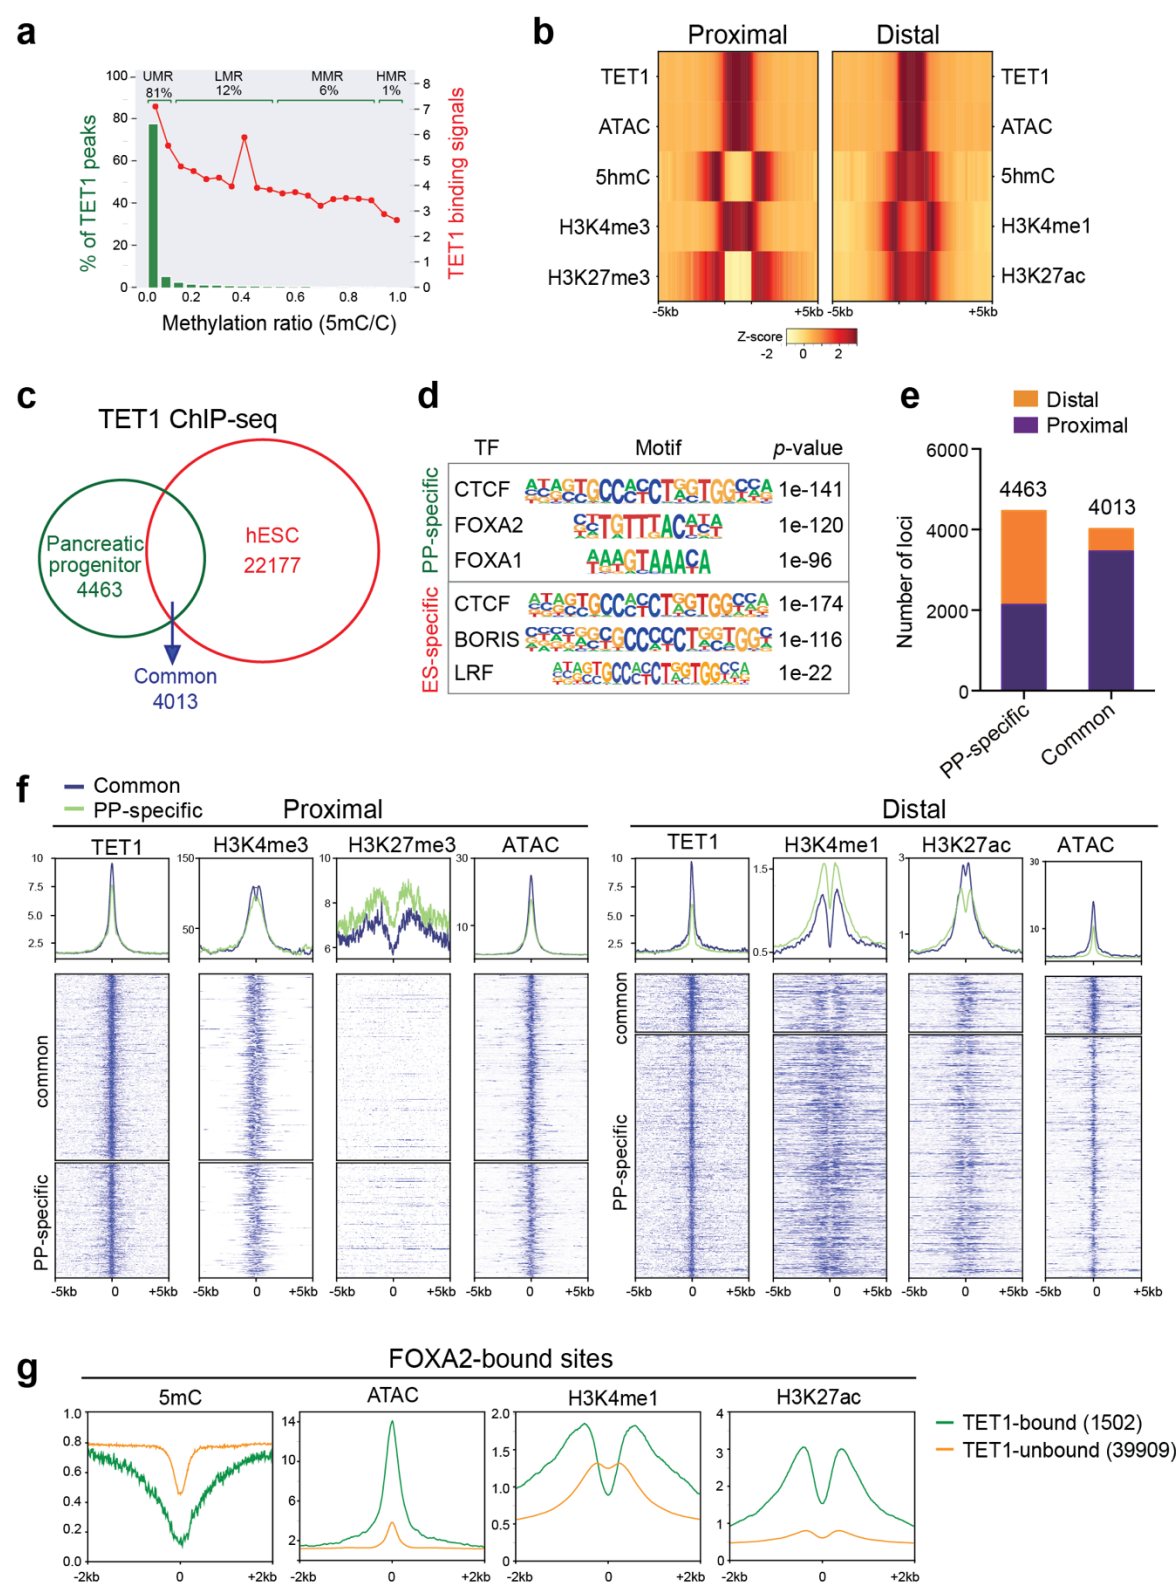 a
UMR LMR MMR HMR
81% 12% 6% 1%
100
80
60
40
20
0
8
7
6
5
4
3
2
1
0
% of TET1 peaks
TET1 binding signals
0.0 0.2 0.4 0.6 0.8 1.0
Methylation ratio (5mC/C)
b
Proximal Distal
TET1 TET1
ATAC ATAC
5hmC 5hmC
H3K4me3 H3K4me1
H3K27me3 H3K27ac
-5kb +5kb -5kb +5kb
Z-score
-2 0 2
c
TET1 ChIP-seq
Pancreatic
progenitor
4463
hESC
22177
Common
4013
d
TF Motif p-value
PP-specific
CTCF 1e-141
FOXA2 1e-120
FOXA1 1e-96
ES-specific
CTCF 1e-174
BORIS 1e-116
LRF 1e-22
e
Distal
Proximal
Number of loci
6000
4000
2000
0
4463
4013
PP-specific
Common
f
Common
PP-specific
Proximal
Distal
TET1 H3K4me3 H3K27me3 ATAC
TET1 H3K4me1 H3K27ac ATAC
10
7.5
5.0
2.5
150
50
10
8
6
30
10
10
7.5
5.0
2.5
1.5
0.5
3
1
30
10
common
PP-specific
common
PP-specific
-5kb 0 +5kb -5kb 0 +5kb -5kb 0 +5kb -5kb 0 +5kb
-5kb 0 +5kb -5kb 0 +5kb -5kb 0 +5kb -5kb 0 +5kb
g
FOXA2-bound sites
5mC ATAC H3K4me1 H3K27ac
1.0
0.8
0.6
0.4
0.2
0.0
14
10
6
2
2.0
1.5
1.0
0.5
0.0
4
3
2
1
0
-2kb 0 +2kb -2kb 0 +2kb -2kb 0 +2kb -2kb 0 +2kb
TET1-bound (1502)
TET1-unbound (39909)